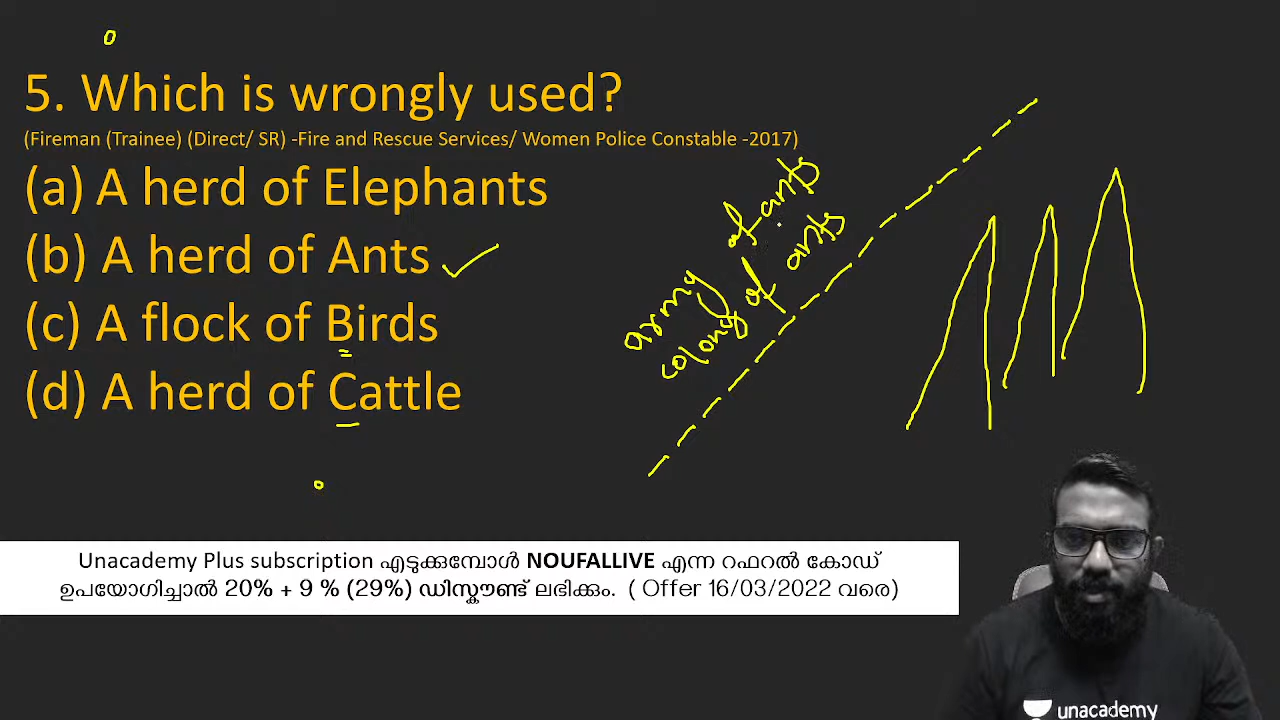 5. Which is wrongly used?
(Fireman (Trainee) (Direct/ SR) -Fire and Rescue Services/ Women Police Constable -2017)
(a) A herd of Elephants
(b) A herd of Ants
(c) A flock of Birds
(d) A herd of Cattle
army of ants
colony of ants
Unacademy Plus subscription എടുക്കുമ്പോൾ NOUFALLIVE എന്ന റഫറൽ കോഡ്
ഉപയോഗിച്ചാൽ 20% + 9 % (29%) ഡിസ്കൗണ്ട് ലഭിക്കും. ( Offer 16/03/2022 വരെ)
unacademy